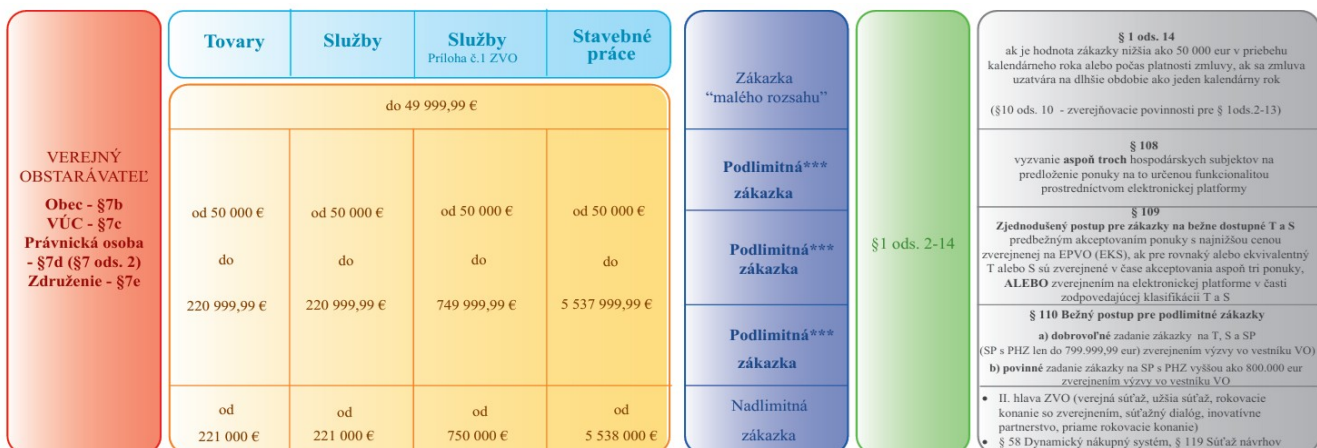 VEREJNÝ
OBSTARÁVATEĽ
Obec - §7b
VÚC - §7c
Právnická osoba
- §7d (§7 ods. 2)
Združenie - §7e
Tovary
Služby
Služby
Príloha č.1 ZVO
Stavebné
práce
do 49 999,99 €
od 50 000 €
do
220 999,99 €
od 50 000 €
do
220 999,99 €
od 50 000 €
do
749 999,99 €
od 50 000 €
do
5 537 999,99 €
od
221 000 €
od
221 000 €
od
750 000 €
od
5 538 000 €
Zákazka
“malého rozsahu”
Podlimitná***
zákazka
Podlimitná***
zákazka
Podlimitná***
zákazka
Nadlimitná
zákazka
§1 ods. 2-14
§ 1 ods. 14
ak je hodnota zákazky nižšia ako 50 000 eur v priebehu
kalendárneho roka alebo počas platnosti zmluvy, ak sa zmluva
uzatvára na dlhšie obdobie ako jeden kalendárny rok
(§10 ods. 10 - zverejňovacie povinnosti pre § 1ods.2-13)
§ 108
vyzvanie aspoň troch hospodárskych subjektov na
predloženie ponuky na to určenou funkcionalitou
prostredníctvom elektronickej platformy
§ 109
Zjednodušený postup pre zákazky na bežne dostupné T a S
predbežným akceptovaním ponuky s najnižšou cenou
zverejnenej na EPVO (EKS), ak pre rovnaký alebo ekvivalentný
T alebo S sú zverejnené v čase akceptovania aspoň tri ponuky,
ALEBO zverejnením na elektronickej platforme v časti
zodpovedajúcej klasifikácii T a S
§ 110 Bežný postup pre podlimitné zákazky
a) dobrovoľné zadanie zákazky na T, S a SP
(SP s PHZ len do 799.999,99 eur) zverejnením výzvy vo vestníku VO)
b) povinné zadanie zákazky na SP s PHZ vyššou ako 800.000 eur
zverejnením výzvy vo vestníku VO
• II. hlava ZVO (verejná súťaž, užšia súťaž, rokovacie
konanie so zverejnením, súťažný dialóg, inovatívne
partnerstvo, priame rokovacie konanie)
• § 58 Dynamický nákupný systém, § 119 Súťaž návrhov